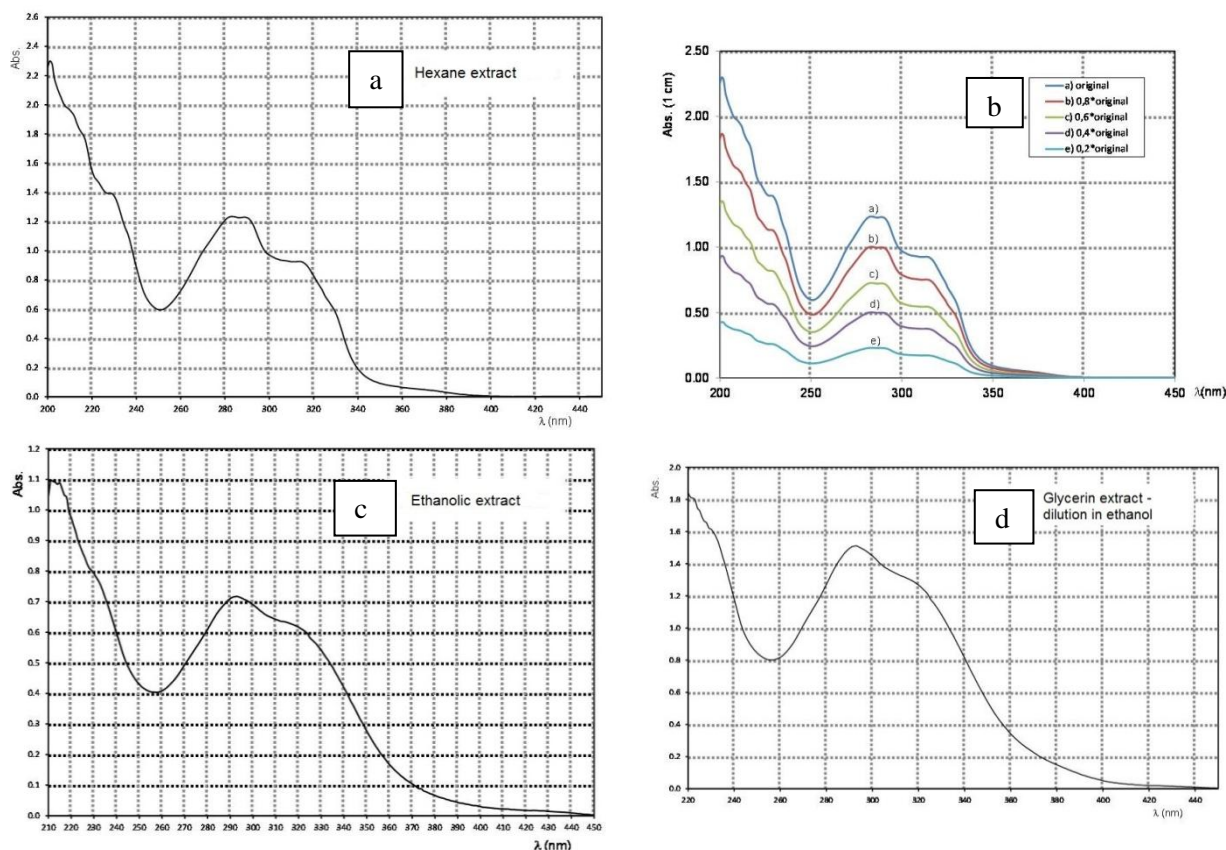 Abs.
2.6
2.4
2.2
2.0
1.8
1.6
1.4
1.2
1.0
0.8
0.6
0.4
0.2
0.0
a
Hexane extract
200 220 240 260 280 300 320 340 360 380 400 420 440
λ (nm)
Abs. (1 cm)
2.50
2.00
1.50
1.00
0.50
0.00
b
a) original
b) 0,8*original
c) 0,6*original
d) 0,4*original
e) 0,2*original
a)
b)
c)
d)
e)
200 250 300 350 400 450
λ(nm)
Abs.
1.2
1.1
1.0
0.9
0.8
0.7
0.6
0.5
0.4
0.3
0.2
0.1
0.0
c
Ethanolic extract
210 220 230 240 250 260 270 280 290 300 310 320 330 340 350 360 370 380 390 400 410 420 430 440 450
λ (nm)
Abs.
2.0
1.8
1.6
1.4
1.2
1.0
0.8
0.6
0.4
0.2
0.0
d
Glycerin extract -
dilution in ethanol
220 240 260 280 300 320 340 360 380 400 420 440
λ (nm)